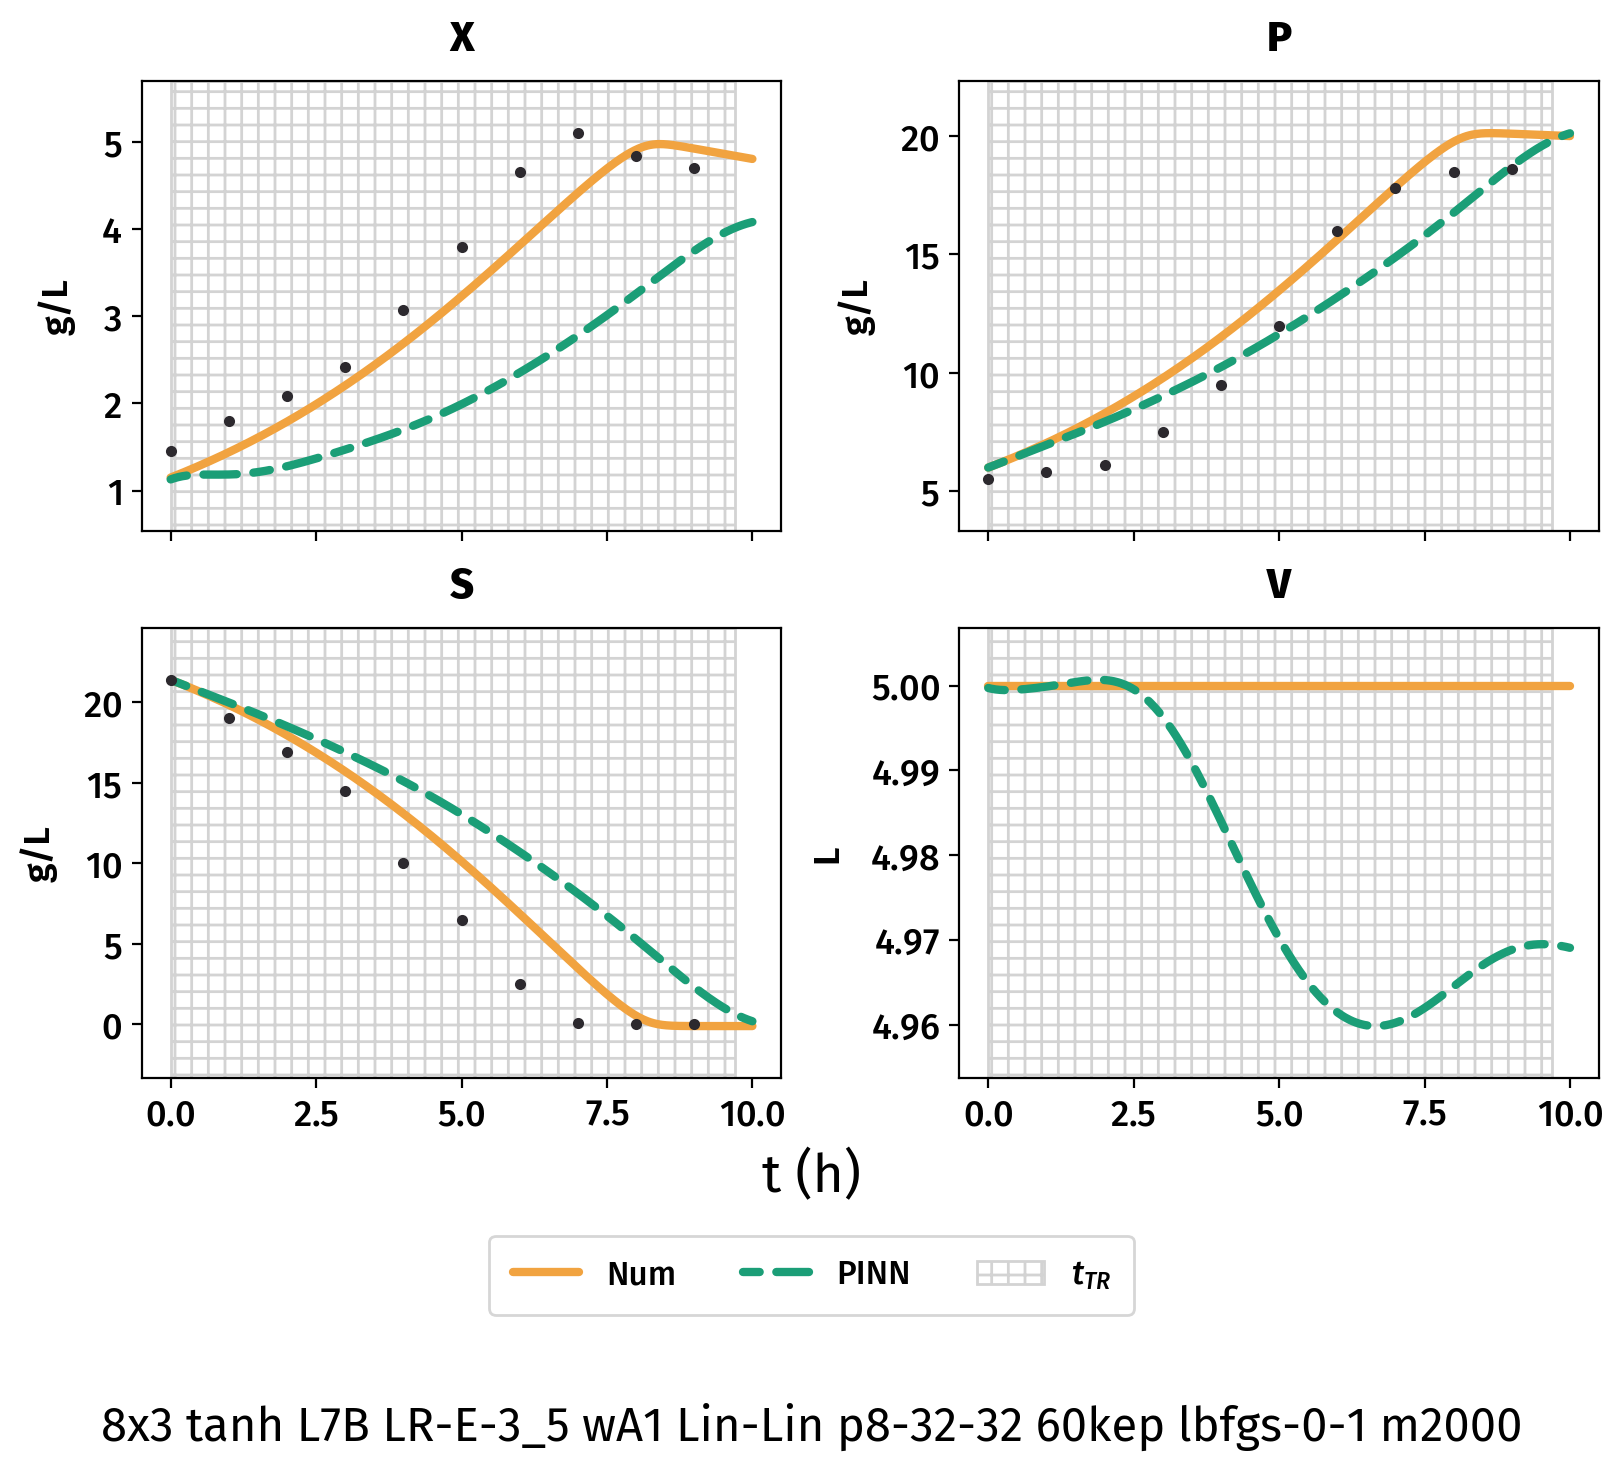 X
P
5
4
3
2
1
g/L
20
15
10
5
g/L
S
V
20
15
10
5
0
g/L
5.00
4.99
4.98
4.97
4.96
L
0.0 2.5 5.0 7.5 10.0
0.0 2.5 5.0 7.5 10.0
t (h)
Num PINN tTR
8x3 tanh L7B LR-E-3_5 wA1 Lin-Lin p8-32-32 60kep lbfgs-0-1 m2000